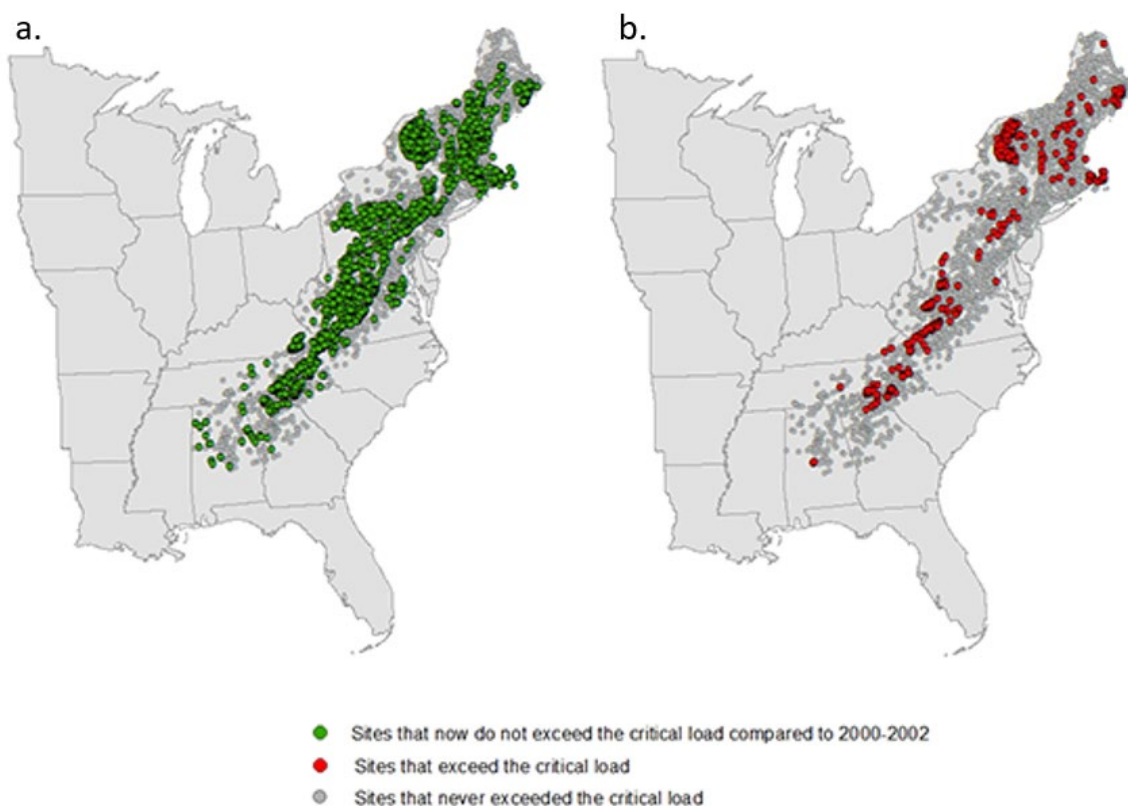 a.
b.
Sites that now do not exceed the critical load compared to 2000-2002
Sites that exceed the critical load
Sites that never exceeded the critical load